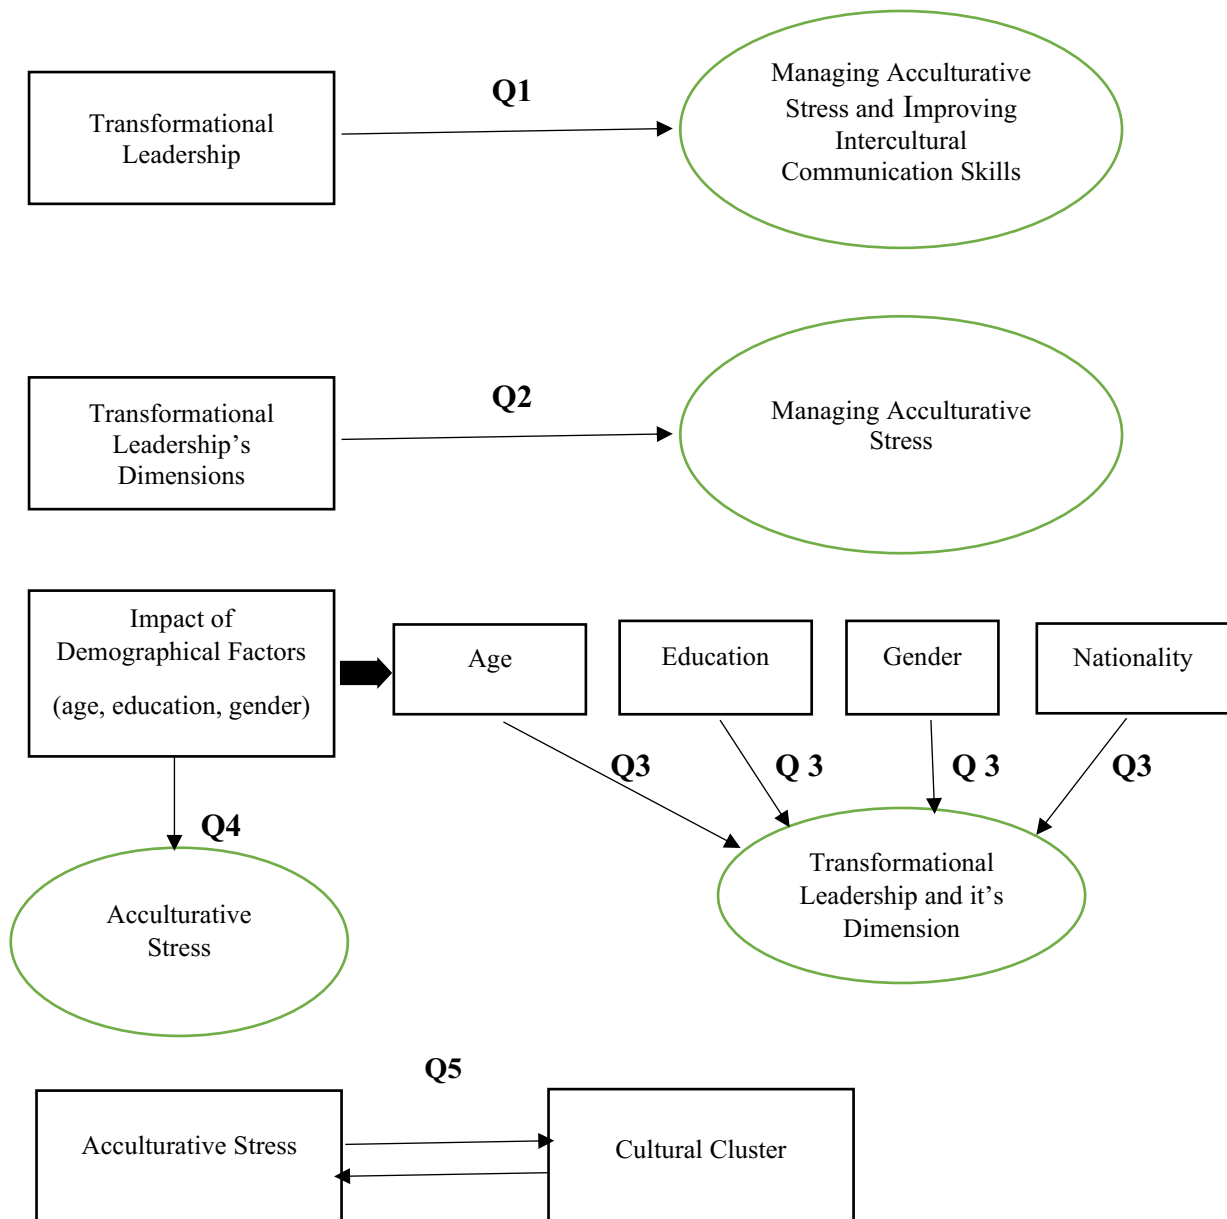 Transformational
Leadership
Q1
Managing Acculturative
Stress and Improving
Intercultural
Communication Skills
Transformational
Leadership’s
Dimensions
Q2
Managing Acculturative
Stress
Impact of
Demographical Factors
(age, education, gender)
Age
Education
Gender
Nationality
Q3
Q 3
Q 3
Q3
Q4
Acculturative
Stress
Transformational
Leadership and it’s
Dimension
Q5
Acculturative Stress
Cultural Cluster